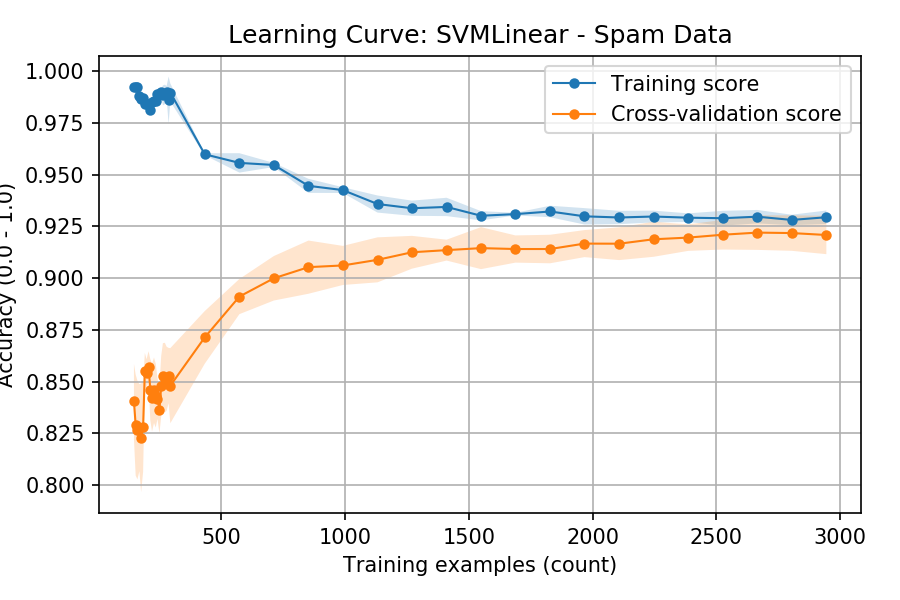 Learning Curve: SVMLinear - Spam Data
Training score
Cross-validation score
Accuracy (0.0 - 1.0)
1.000
0.975
0.950
0.925
0.900
0.875
0.850
0.825
0.800
500 1000 1500 2000 2500 3000
Training examples (count)